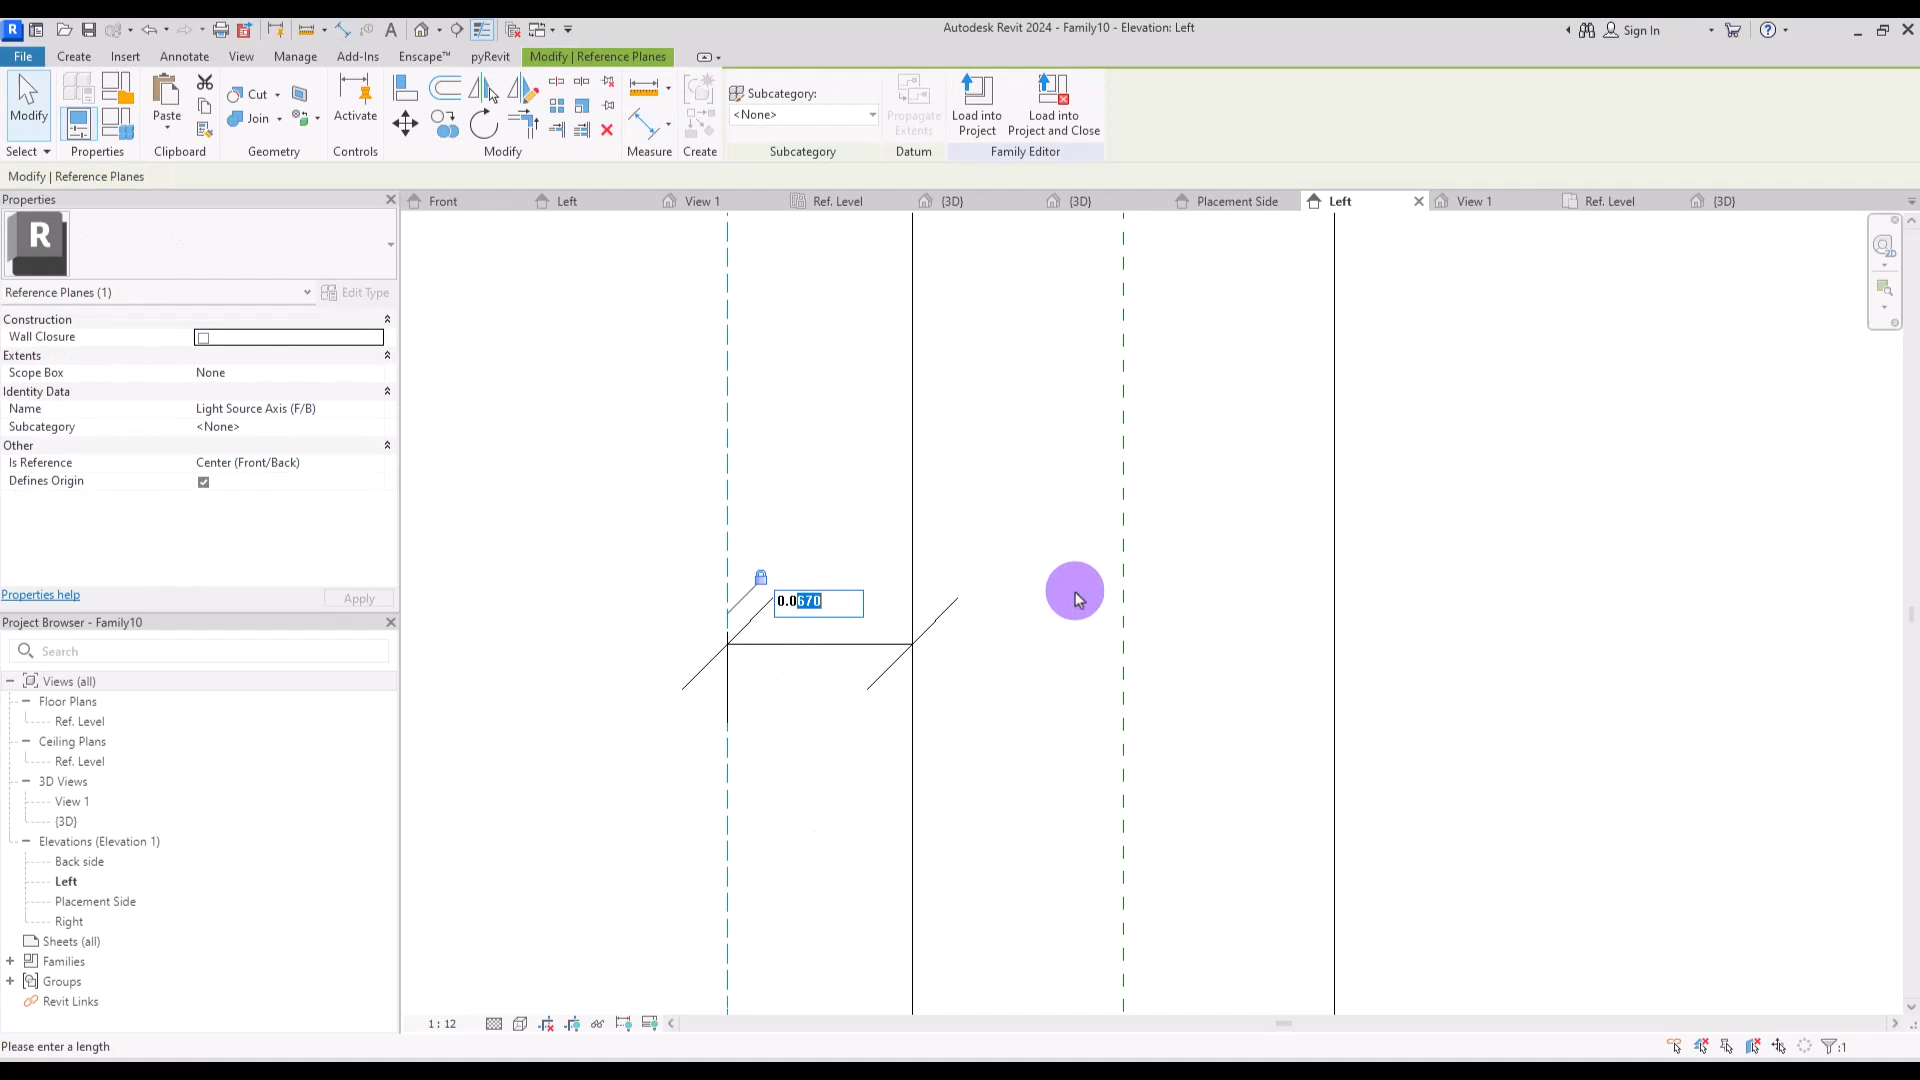 Autodesk Revit 2024 - Family10 - Elevation: Left
Sign In
File
Create
Insert
Annotate
View
Manage
Add-Ins
Enscape™
pyRevit
Modify | Reference Planes
Modify
Select
Properties
Paste
Clipboard
Cut
Join
Geometry
Activate
Controls
Modify
Measure
Create
Subcategory:
<None>
Subcategory
Propagate
Extents
Datum
Load into
Project
Load into
Project and Close
Family Editor
Modify | Reference Planes
Properties
Front
Left
View 1
Ref. Level
{3D}
{3D}
Placement Side
Left
View 1
Ref. Level
{3D}
R
Reference Planes (1)
Edit Type
Construction
Wall Closure
Extents
Scope Box None
Identity Data
Name Light Source Axis (F/B)
Subcategory <None>
Other
Is Reference Center (Front/Back)
Defines Origin
Properties help
Apply
0.0670
2D
Project Browser - Family10
Search
Views (all)
Floor Plans
Ref. Level
Ceiling Plans
Ref. Level
3D Views
View 1
{3D}
Elevations (Elevation 1)
Back side
Left
Placement Side
Right
Sheets (all)
Families
Groups
Revit Links
1 : 12
Please enter a length
:1